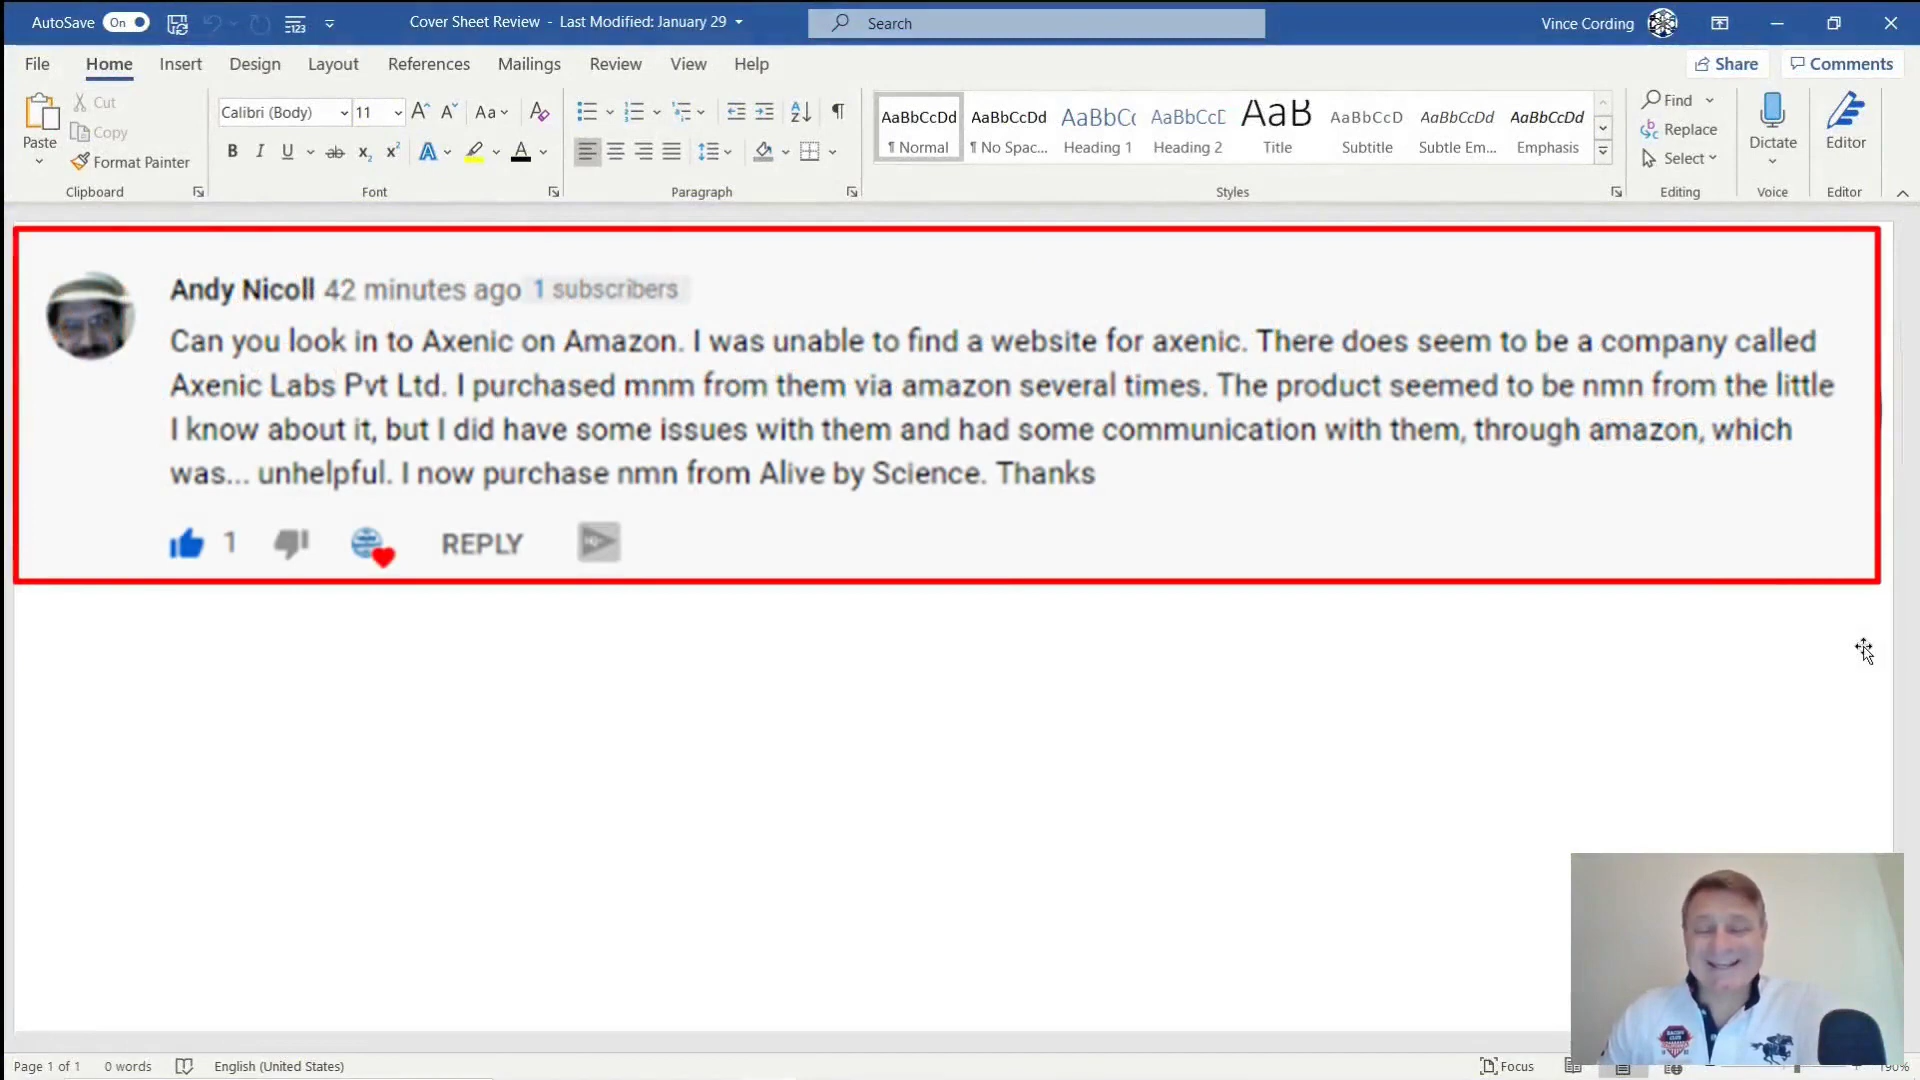 AutoSave On Cover Sheet Review - Last Modified: January 29 Search Vince Cording
File Home Insert Design Layout References Mailings Review View Help Share Comments
Paste Cut Copy Format Painter
Calibri (Body) 11
AaBbCcDd AaBbCcDd AaBbCc AaBbCcD AaB AaBbCcD AaBbCcDd AaBbCcDd
¶ Normal ¶ No Spac... Heading 1 Heading 2 Title Subtitle Subtle Em... Emphasis
Find Replace Select
Dictate Editor
Clipboard Font Paragraph Styles Editing Voice Editor
Andy Nicoll 42 minutes ago 1 subscribers
Can you look in to Axenic on Amazon. I was unable to find a website for axenic. There does seem to be a company called
Axenic Labs Pvt Ltd. I purchased mnm from them via amazon several times. The product seemed to be nmn from the little
I know about it, but I did have some issues with them and had some communication with them, through amazon, which
was... unhelpful. I now purchase nmn from Alive by Science. Thanks
1 REPLY
Page 1 of 1 0 words English (United States) Focus 190%